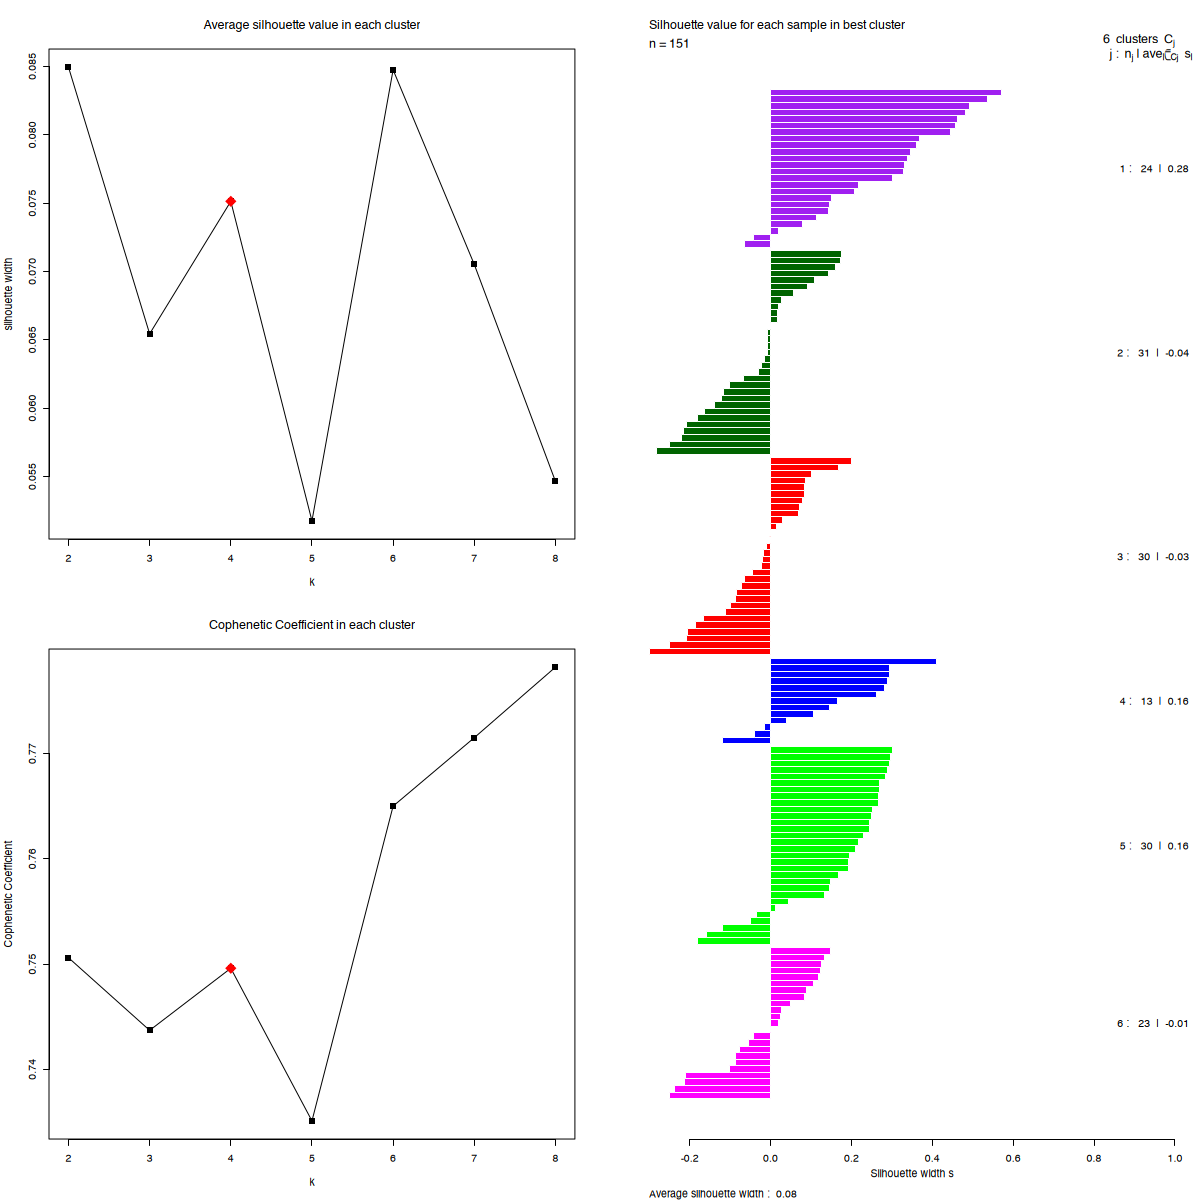 Average silhouette value in each cluster
silhouette width
0.085
0.080
0.075
0.070
0.065
0.060
0.055
2 3 4 5 6 7 8
k
Cophenetic Coefficient in each cluster
Cophenetic Coefficient
0.77
0.76
0.75
0.74
2 3 4 5 6 7 8
k
Silhouette value for each sample in best cluster
n = 151
6 clusters Cj
j : nj | ave
1 : 24 | 0.28
2 : 31 | -0.04
3 : 30 | -0.03
4 : 13 | 0.16
5 : 30 | 0.16
6 : 23 | -0.01
-0.2 0.0 0.2 0.4 0.6 0.8 1.0
Silhouette width s
Average silhouette width : 0.08